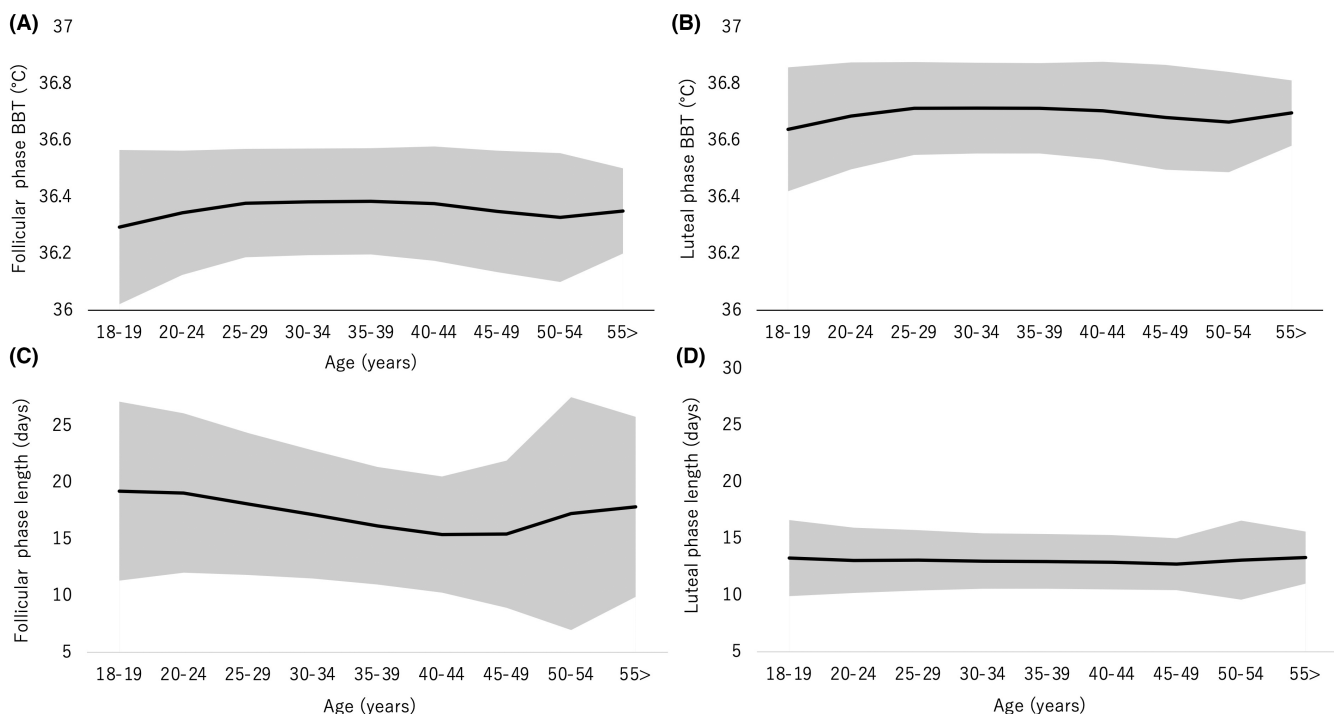 (A)
Follicular phase BBT (°C)
37
36.8
36.6
36.4
36.2
36
18-19 20-24 25-29 30-34 35-39 40-44 45-49 50-54 55>
Age (years)
(B)
Luteal phase BBT (°C)
37
36.8
36.6
36.4
36.2
36
18-19 20-24 25-29 30-34 35-39 40-44 45-49 50-54 55>
(C)
Follicular phase length (days)
25
20
15
10
5
18-19 20-24 25-29 30-34 35-39 40-44 45-49 50-54 55>
Age (years)
(D)
Luteal phase length (days)
30
25
20
15
10
5
18-19 20-24 25-29 30-34 35-39 40-44 45-49 50-54 55>
Age (years)